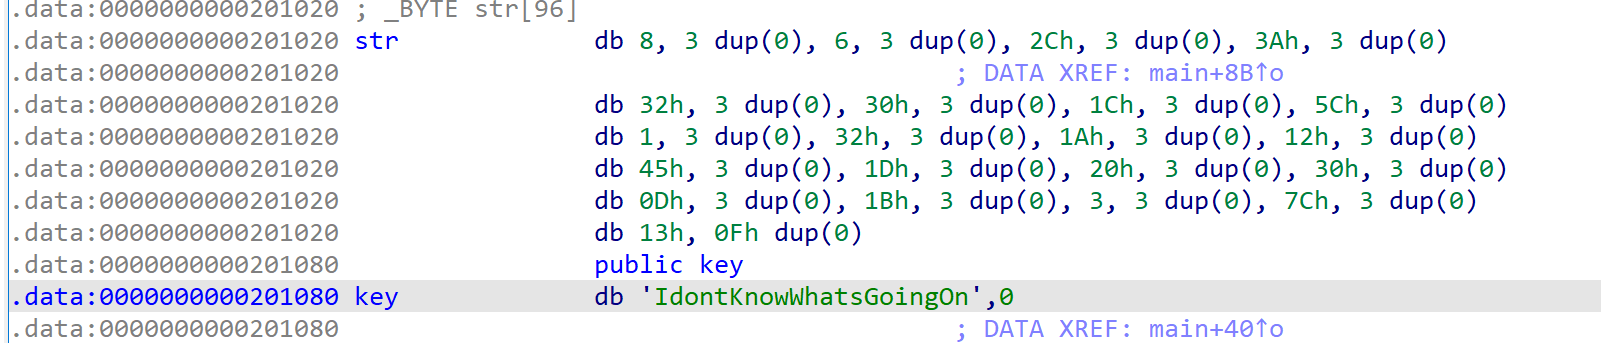 .data:0000000000201020 ; _BYTE str[96]
.data:0000000000201020 str db 8, 3 dup(0), 6, 3 dup(0), 2Ch, 3 dup(0), 3Ah, 3 dup(0)
.data:0000000000201020 ; DATA XREF: main+8B↑o
.data:0000000000201020 db 32h, 3 dup(0), 30h, 3 dup(0), 1Ch, 3 dup(0), 5Ch, 3 dup(0)
.data:0000000000201020 db 1, 3 dup(0), 32h, 3 dup(0), 1Ah, 3 dup(0), 12h, 3 dup(0)
.data:0000000000201020 db 45h, 3 dup(0), 1Dh, 3 dup(0), 20h, 3 dup(0), 30h, 3 dup(0)
.data:0000000000201020 db 0Dh, 3 dup(0), 1Bh, 3 dup(0), 3, 3 dup(0), 7Ch, 3 dup(0)
.data:0000000000201020 db 13h, 0Fh dup(0)
.data:0000000000201080 public key
.data:0000000000201080 key db 'IdontKnowWhatsGoingOn',0
.data:0000000000201080 ; DATA XREF: main+40↑o